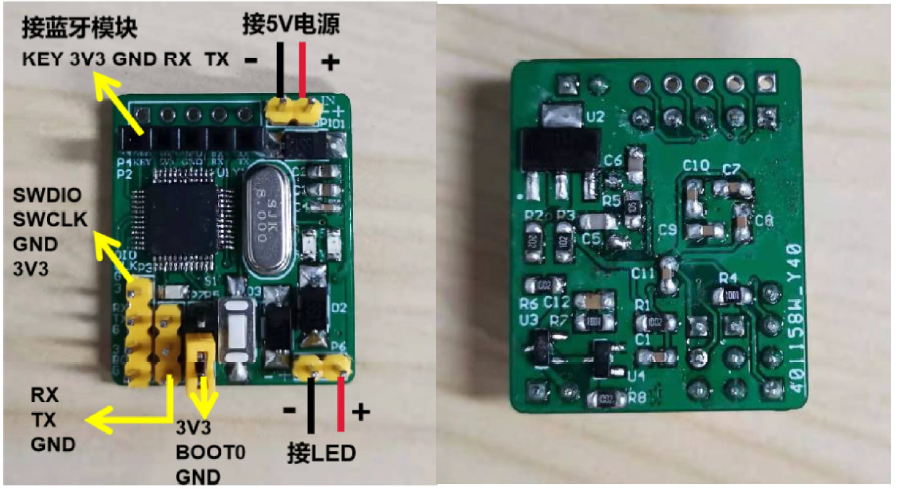 接蓝牙模块
KEY 3V3 GND RX TX
接5V电源
- +
IN
P4
P2
U1
SJK
8.000
SWDIO
SWCLK
GND
3V3
P3
S1
D2
P6
RX
TX
GND
3V3
BOOT0
GND
- +
接LED
U2
C6
C10 C7
R5
R2 R3
C5
C9
C8
C11
R4
R6 C12
R1
U3 R7
1001
1002
C1
U4
R8